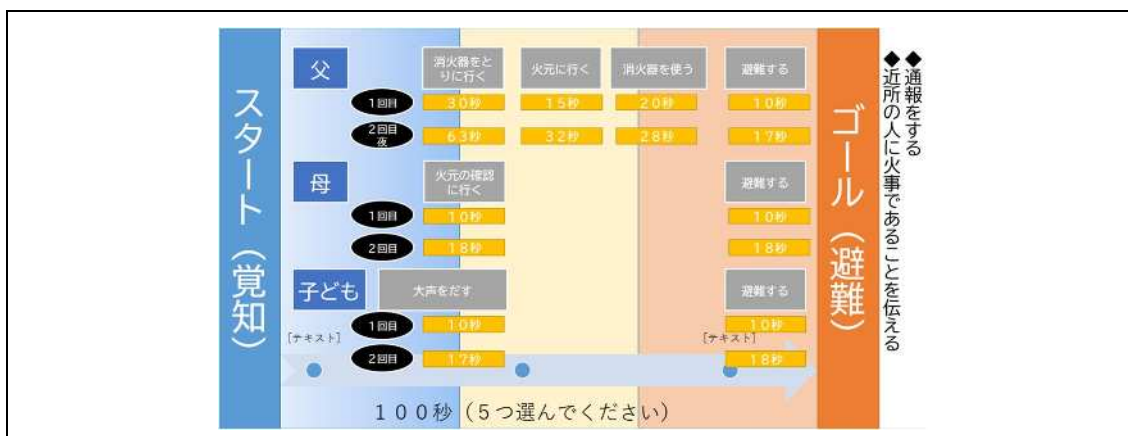 スタート（覚知）
父
消火器をと
りに行く
火元に行く
消火器を使う
避難する
1回目
30秒
15秒
20秒
10秒
2回目
夜
63秒
32秒
28秒
17秒
母
火元の確認
に行く
避難する
1回目
10秒
10秒
2回目
18秒
18秒
子ども
大声をだす
避難する
1回目
10秒
10秒
[テキスト]
[テキスト]
2回目
17秒
18秒
100秒（5つ選んでください）
ゴール（避難）
◆通報をする
◆近所の人に火事であることを伝える